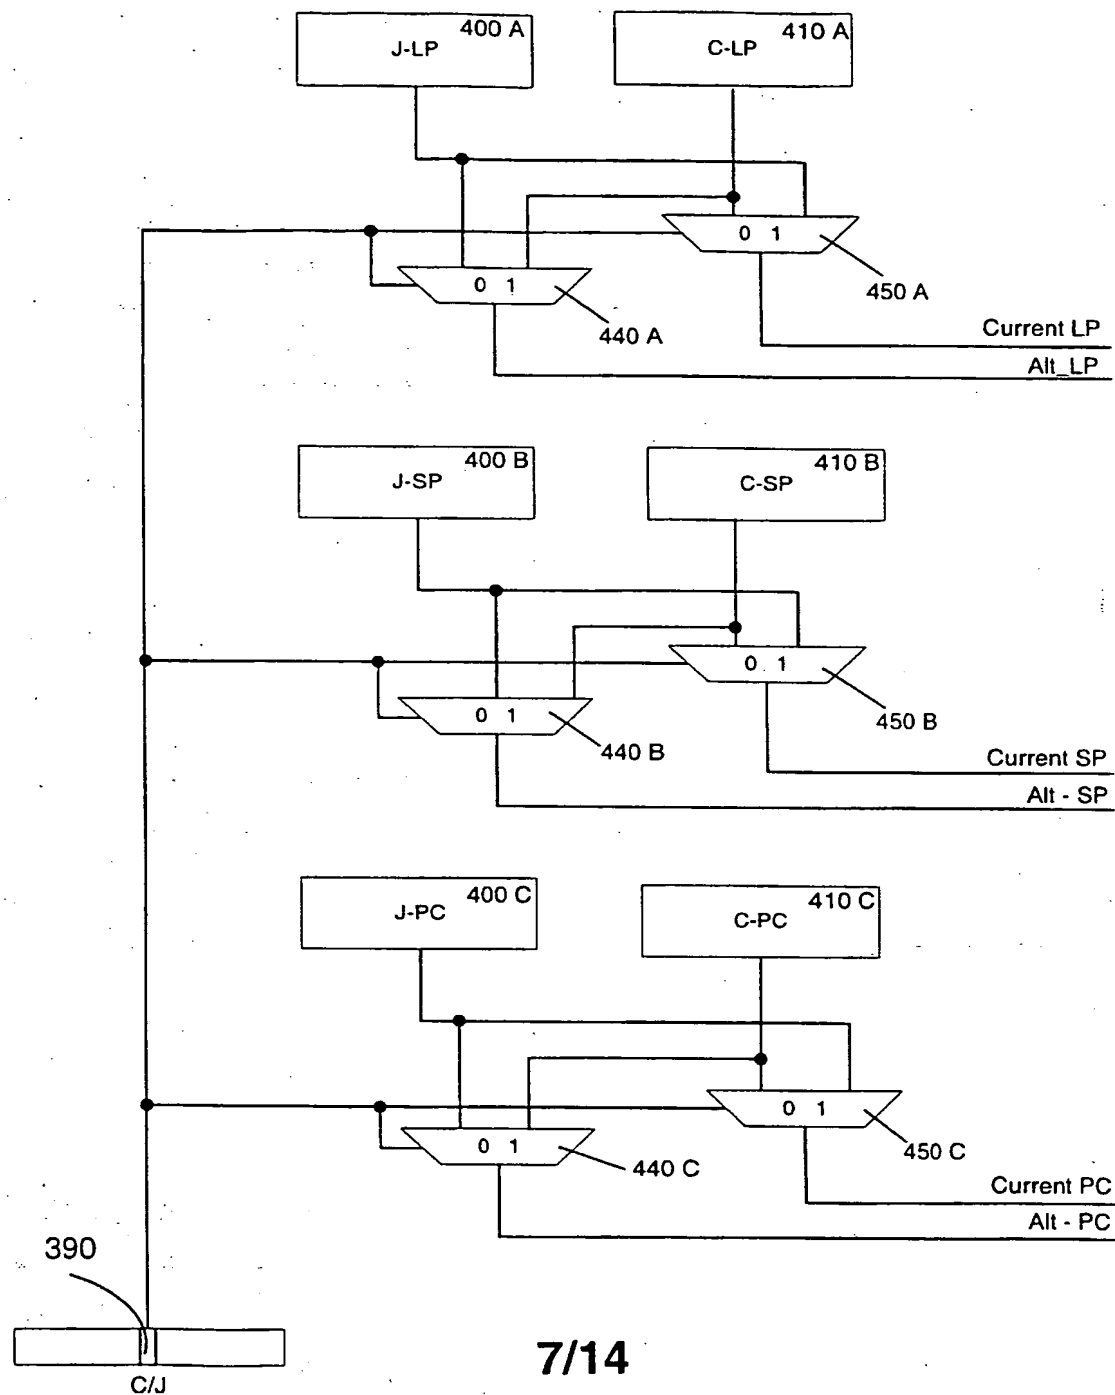 400 A
J-LP
410 A
C-LP
0 1
450 A
0 1
440 A
Current LP
Alt_LP
400 B
J-SP
410 B
C-SP
0 1
450 B
0 1
440 B
Current SP
Alt - SP
400 C
J-PC
410 C
C-PC
0 1
450 C
0 1
440 C
Current PC
Alt - PC
390
C/J
7/14